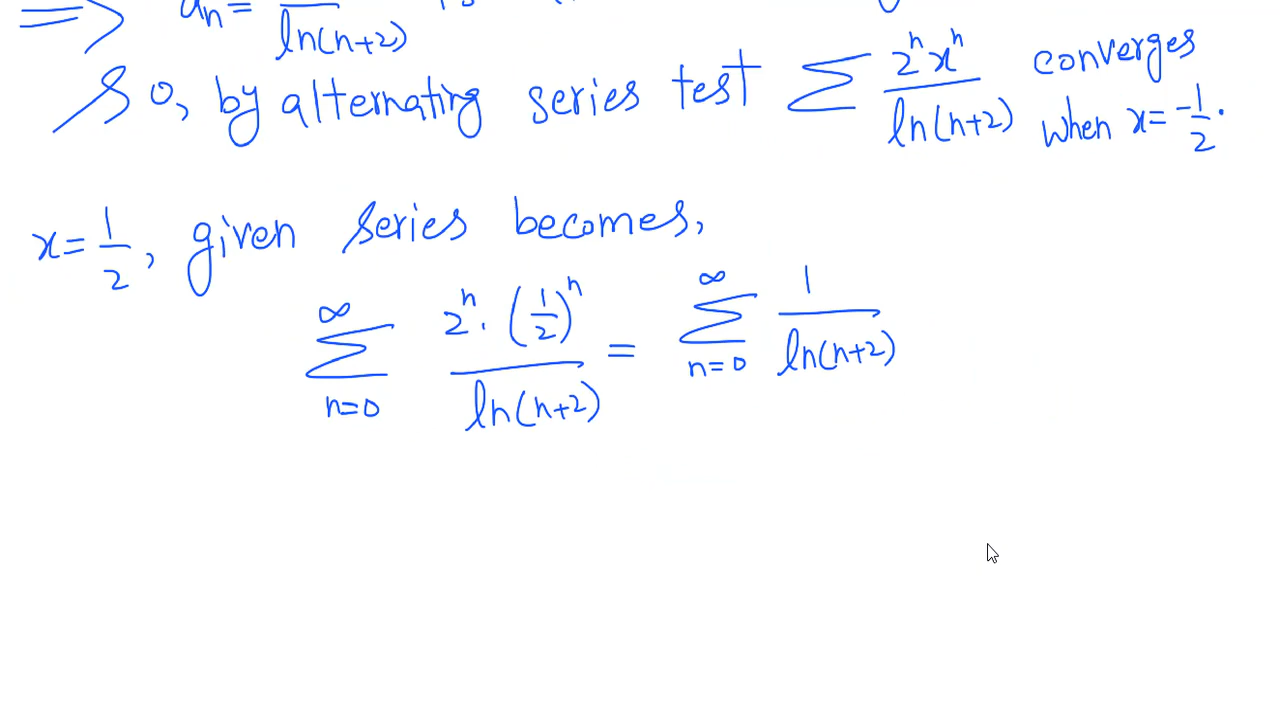 ⟹ aₙ = ─── ln(n+2)
So, by alternating series test ∑ 2ⁿxⁿ / ln(n+2) converges when x = -1/2.
x = 1/2, given series becomes,
∑_{n=0}^{∞} 2ⁿ · (1/2)ⁿ / ln(n+2) = ∑_{n=0}^{∞} 1 / ln(n+2)